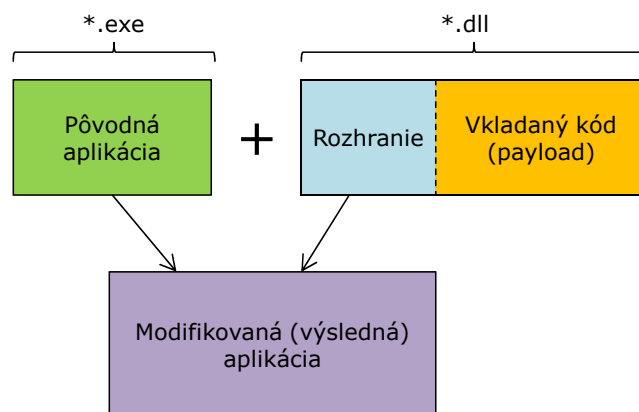 *.exe
*.dll
Pôvodná
aplikácia
+
Rozhranie
Vkladaný kód
(payload)
Modifikovaná (výsledná)
aplikácia